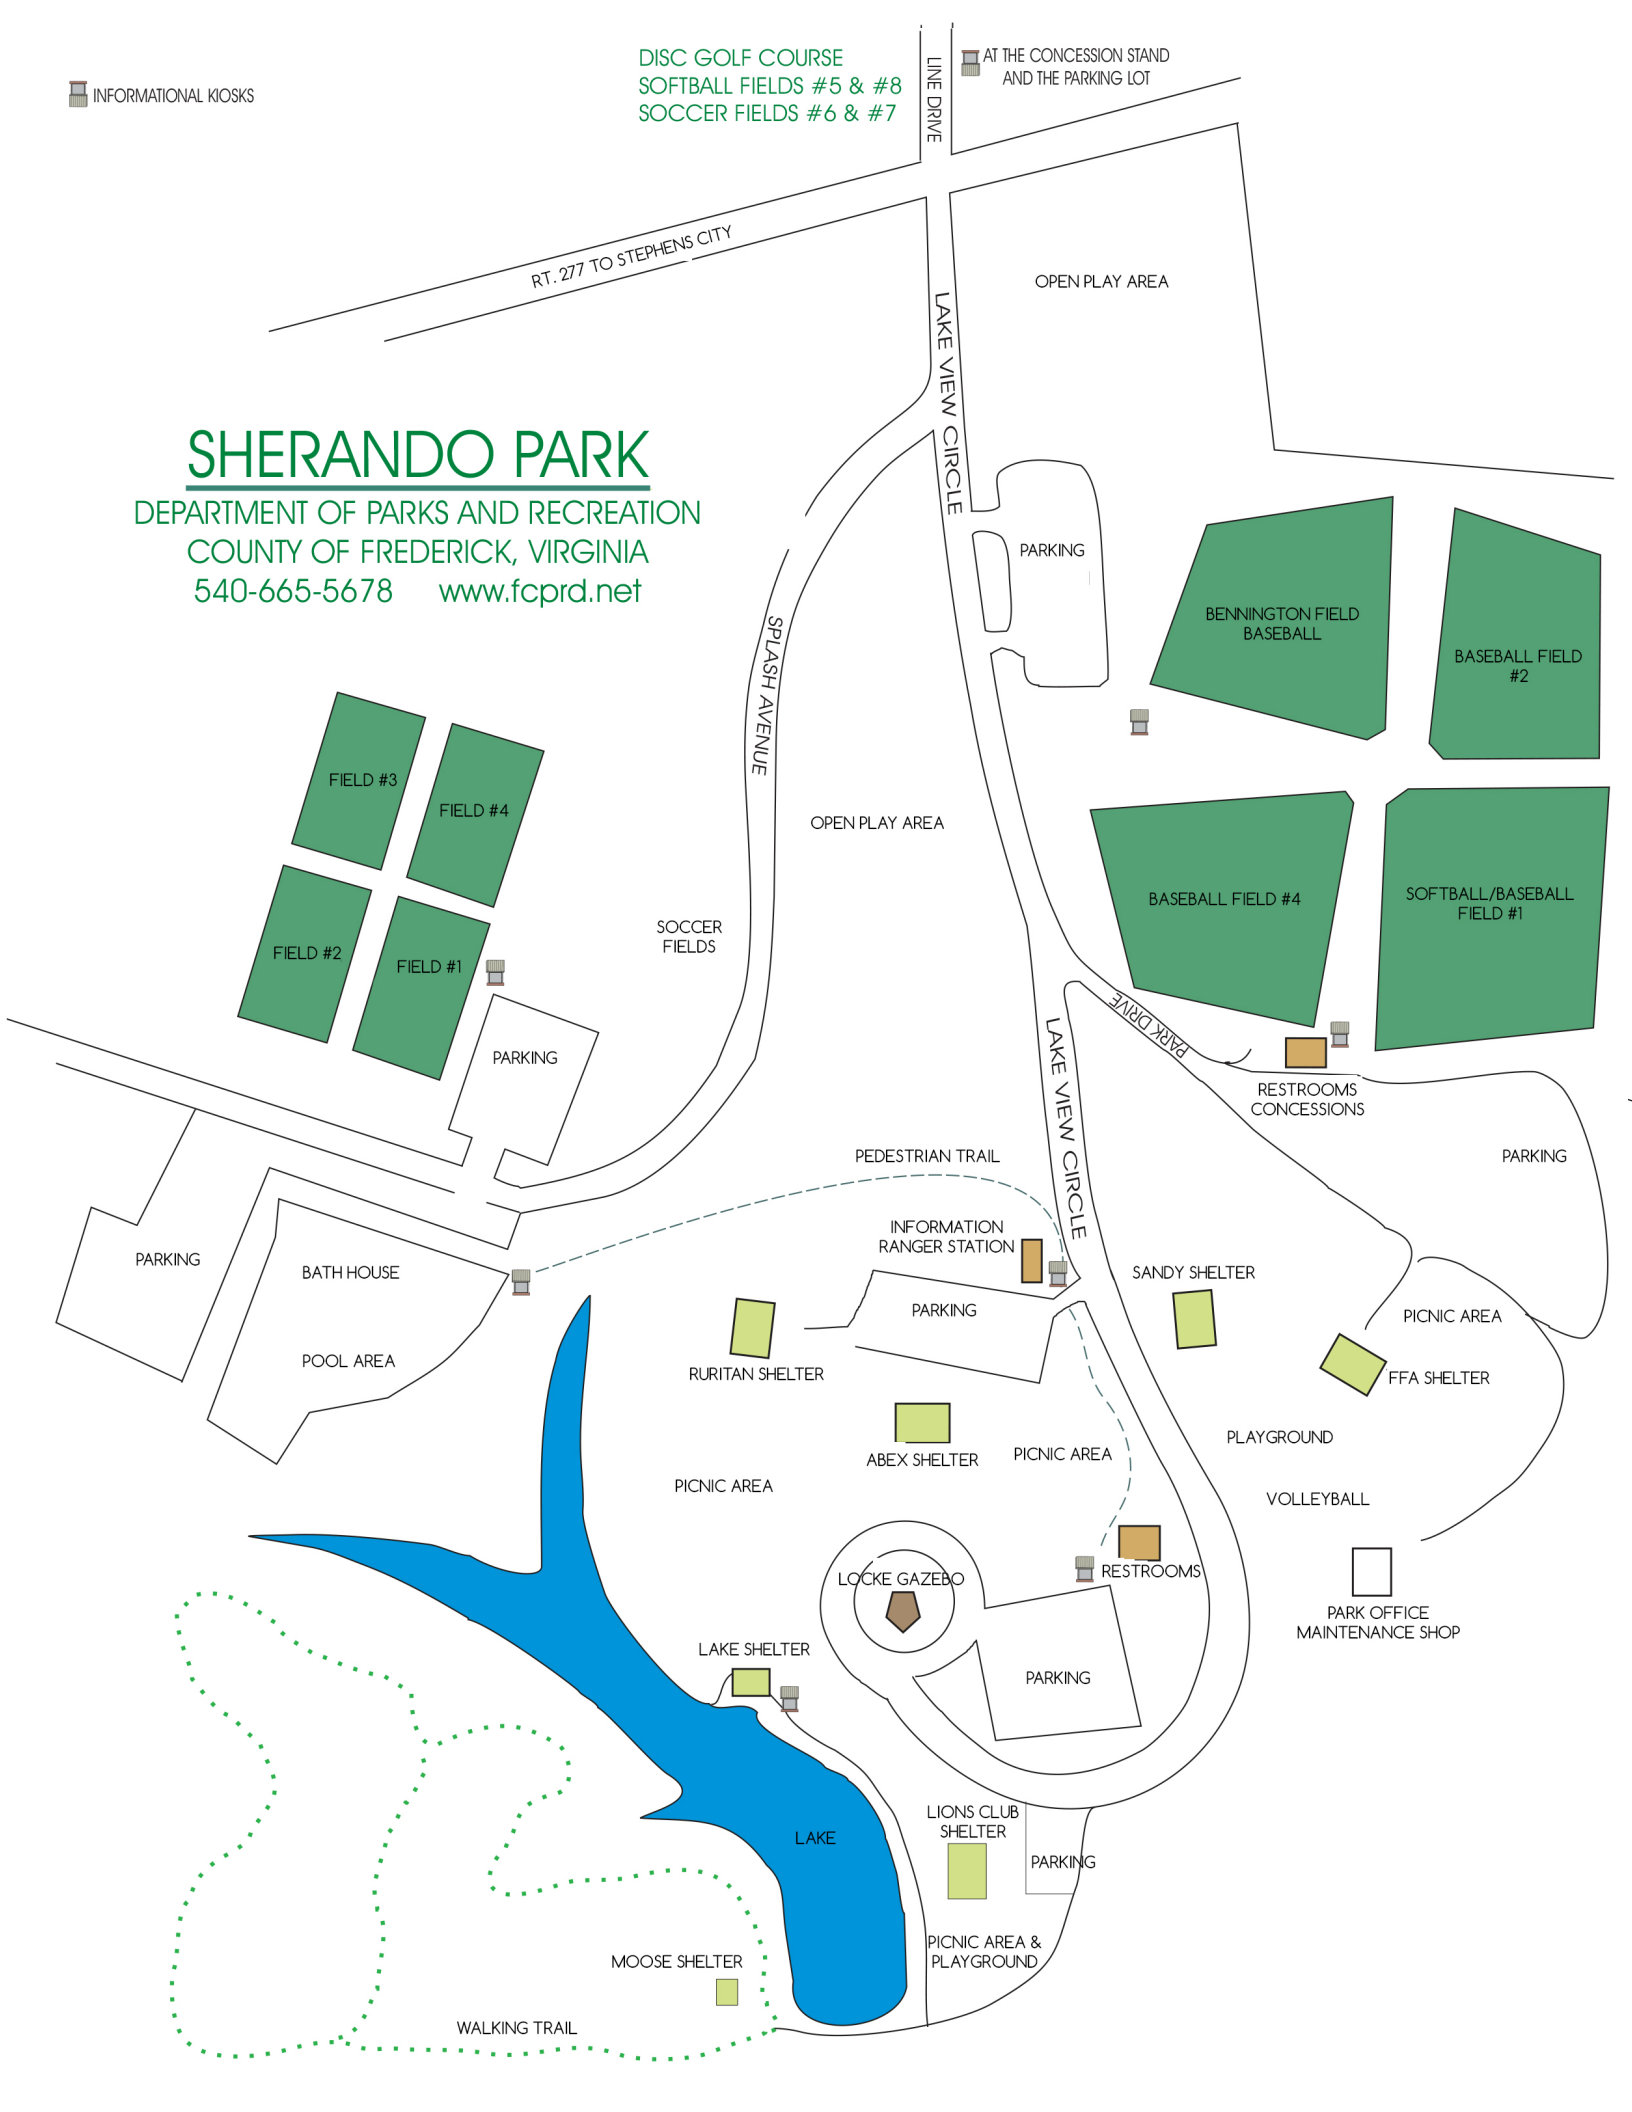 DISC GOLF COURSE
SOFTBALL FIELDS #5 & #8
SOCCER FIELDS #6 & #7
LINE DRIVE
AT THE CONCESSION STAND
AND THE PARKING LOT
INFORMATIONAL KIOSKS
RT. 277 TO STEPHENS CITY
OPEN PLAY AREA
LAKE VIEW CIRCLE
SHERANDO PARK
DEPARTMENT OF PARKS AND RECREATION
COUNTY OF FREDERICK, VIRGINIA
540-665-5678 www.fcprd.net
PARKING
BENNINGTON FIELD
BASEBALL
BASEBALL FIELD
#2
SPLASH AVENUE
FIELD #3
FIELD #4
OPEN PLAY AREA
BASEBALL FIELD #4
SOFTBALL/BASEBALL
FIELD #1
SOCCER
FIELDS
FIELD #2
FIELD #1
PARKING
PARK DRIVE
LAKE VIEW CIRCLE
RESTROOMS
CONCESSIONS
PEDESTRIAN TRAIL
PARKING
INFORMATION
RANGER STATION
PARKING
BATH HOUSE
SANDY SHELTER
PARKING
PICNIC AREA
POOL AREA
RURITAN SHELTER
FFA SHELTER
PLAYGROUND
ABEX SHELTER
PICNIC AREA
PICNIC AREA
VOLLEYBALL
RESTROOMS
LOCKE GAZEBO
PARK OFFICE
MAINTENANCE SHOP
LAKE SHELTER
PARKING
LIONS CLUB
SHELTER
LAKE
PARKING
PICNIC AREA &
PLAYGROUND
MOOSE SHELTER
WALKING TRAIL